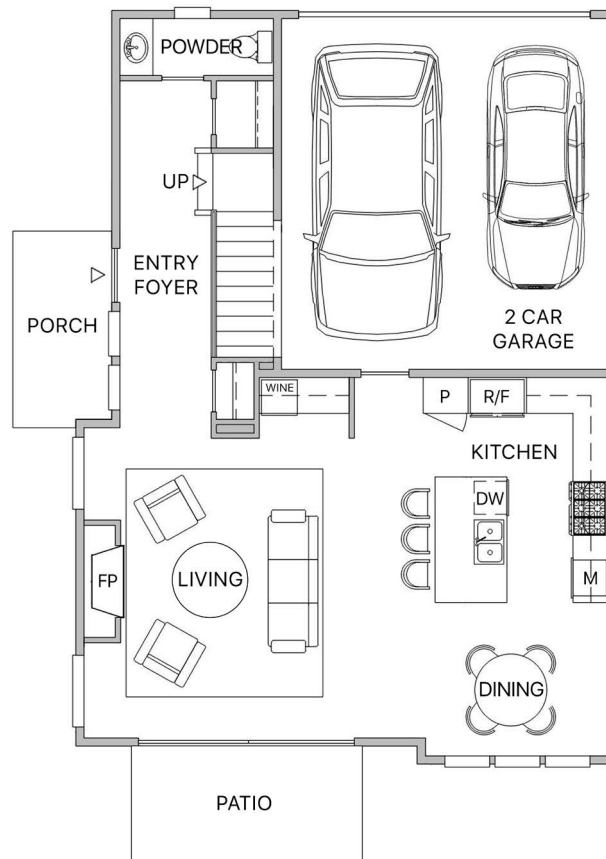 POWDER
UP
ENTRY
FOYER
PORCH
2 CAR
GARAGE
WINE
P
R/F
KITCHEN
DW
FP
LIVING
M
DINING
PATIO